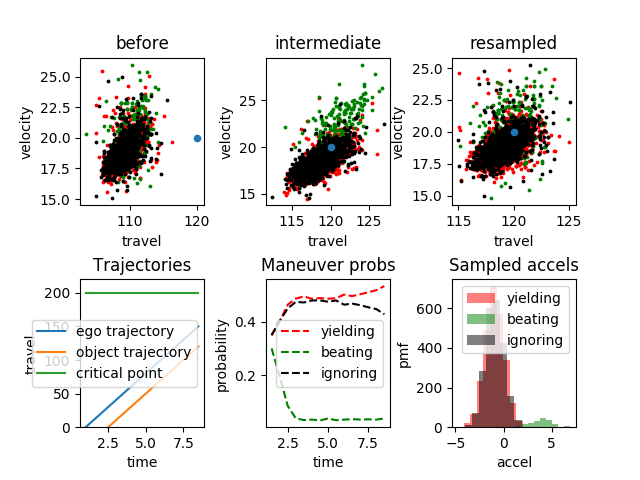 before
intermediate
resampled
25.0
22.5
20.0
17.5
15.0
velocity
110
120
travel
25
20
15
velocity
115
120
125
travel
25.0
22.5
20.0
17.5
15.0
velocity
115
120
125
travel
Trajectories
Maneuver probs
Sampled accels
200
150
100
50
0
travel
ego trajectory
object trajectory
critical point
2.5
5.0
7.5
time
0.4
0.2
probability
yielding
beating
ignoring
2.5
5.0
7.5
time
600
400
200
0
pmf
yielding
beating
ignoring
−5
0
5
accel